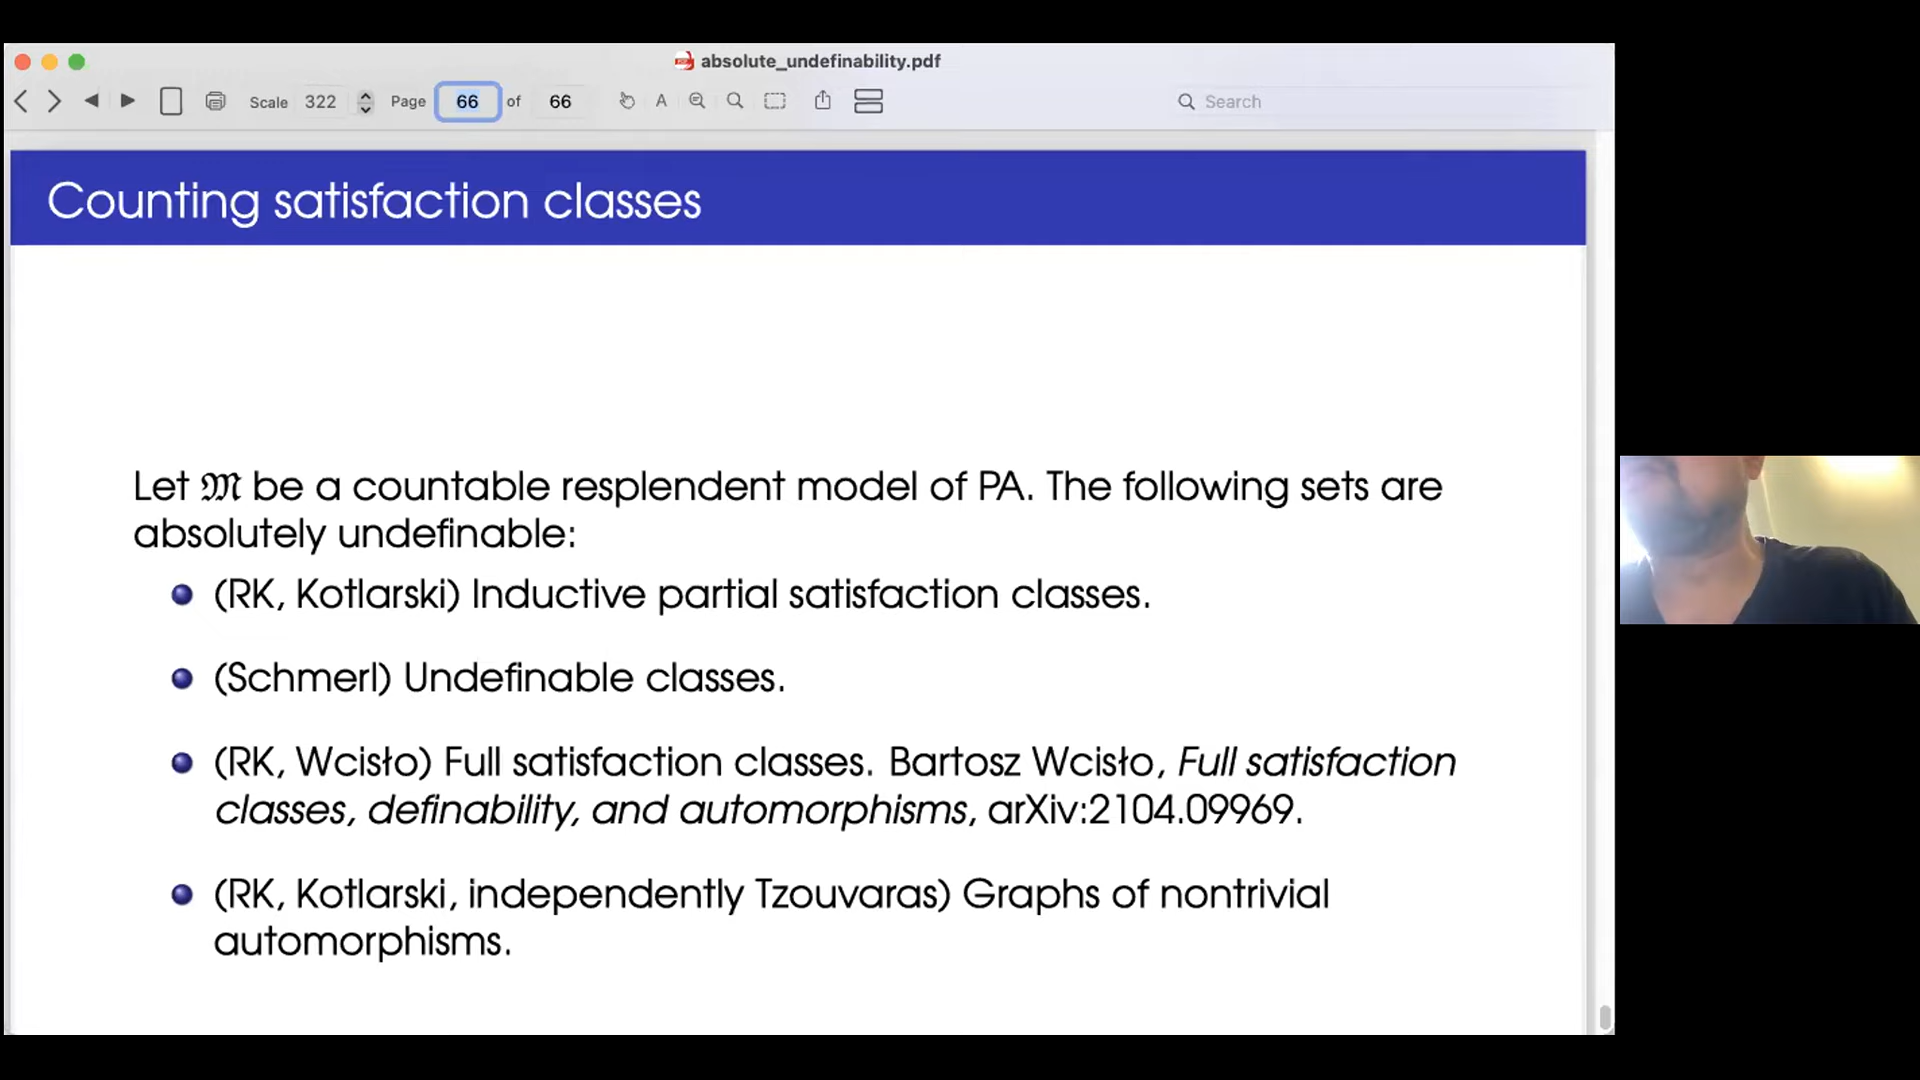 absolute_undefinability.pdf
Scale 322 Page 66 of 66 A Search
Counting satisfaction classes
Let 𝔐 be a countable resplendent model of PA. The following sets are
absolutely undefinable:
(RK, Kotlarski) Inductive partial satisfaction classes.
(Schmerl) Undefinable classes.
(RK, Wcisło) Full satisfaction classes. Bartosz Wcisło, Full satisfaction
classes, definability, and automorphisms, arXiv:2104.09969.
(RK, Kotlarski, independently Tzouvaras) Graphs of nontrivial
automorphisms.